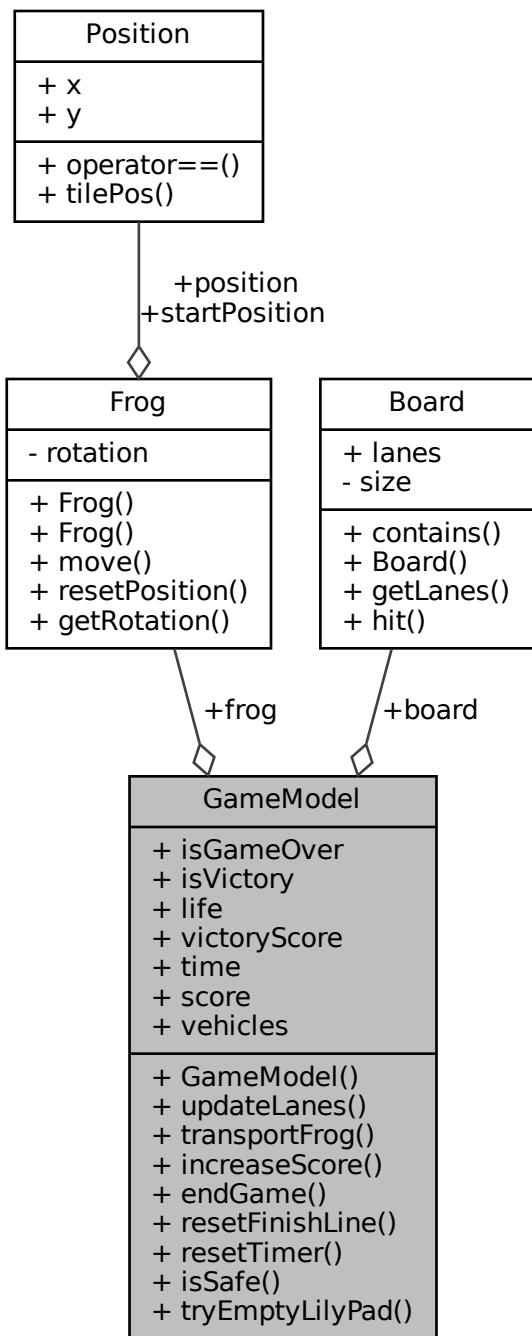 Position
+ x
+ y
+ operator==()
+ tilePos()
+position
+startPosition
Frog
- rotation
+ Frog()
+ Frog()
+ move()
+ resetPosition()
+ getRotation()
Board
+ lanes
- size
+ contains()
+ Board()
+ getLanes()
+ hit()
+frog
+board
GameModel
+ isGameOver
+ isVictory
+ life
+ victoryScore
+ time
+ score
+ vehicles
+ GameModel()
+ updateLanes()
+ transportFrog()
+ increaseScore()
+ endGame()
+ resetFinishLine()
+ resetTimer()
+ isSafe()
+ tryEmptyLilyPad()